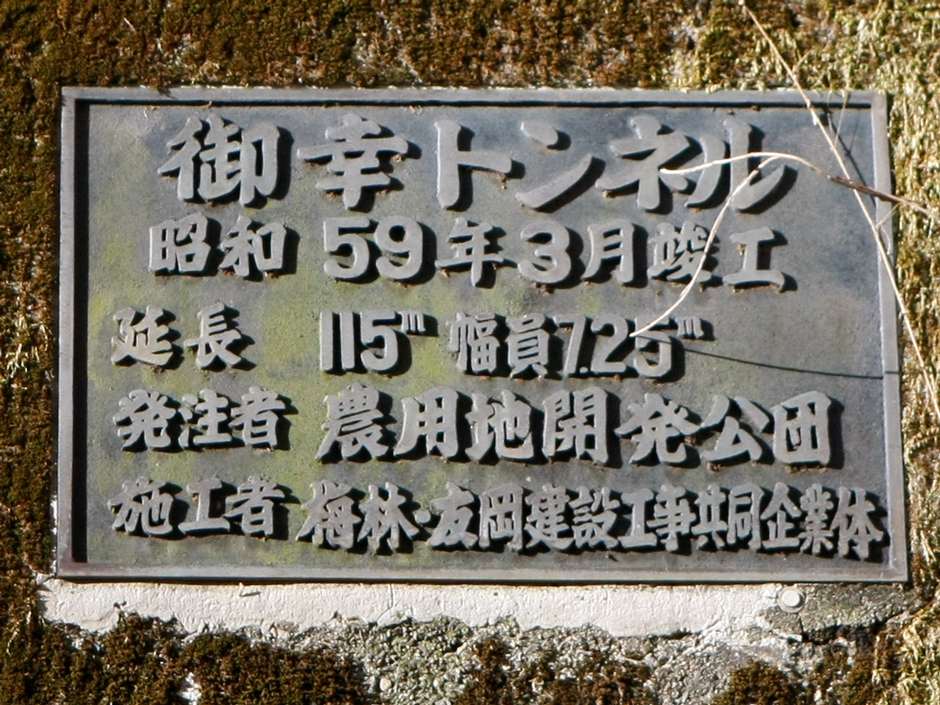 御幸トンネル
昭和 59年3月竣工
延長 115m 幅員7.25m
発注者 農用地開発公団
施工者 梅林・友岡建設工事共同企業体